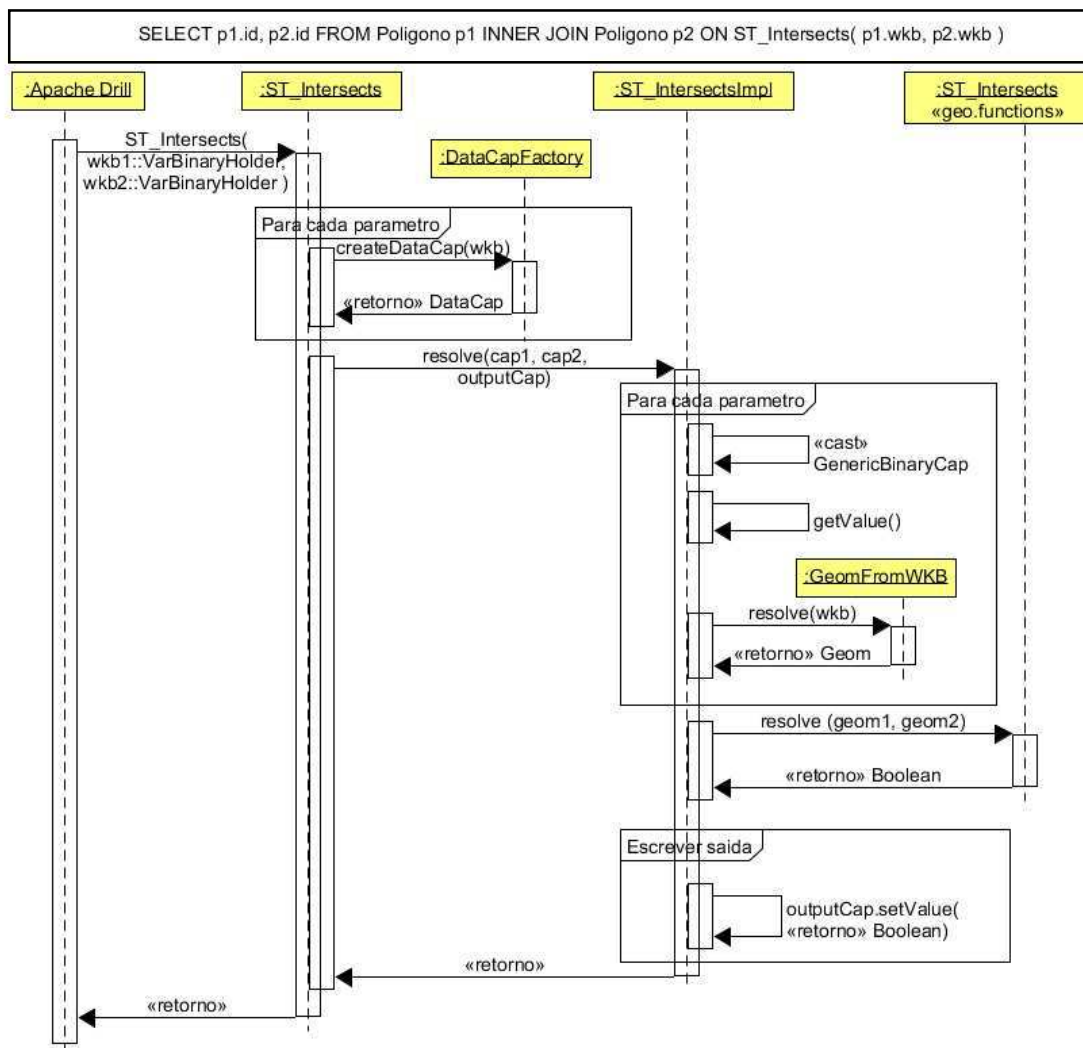 SELECT p1.id, p2.id FROM Poligono p1 INNER JOIN Poligono p2 ON ST_Intersects( p1.wkb, p2.wkb )
:Apache Drill
:ST_Intersects
:ST_IntersectsImpl
:ST_Intersects
«geo.functions»
ST_Intersects(
wkb1::VarBinaryHolder,
wkb2::VarBinaryHolder )
:DataCapFactory
Para cada parametro
createDataCap(wkb)
«retorno» DataCap
resolve(cap1, cap2,
outputCap)
Para cada parametro
«cast»
GenericBinaryCap
getValue()
:GeomFromWKB
resolve(wkb)
«retorno» Geom
resolve (geom1, geom2)
«retorno» Boolean
Escrever saida
outputCap.setValue(
«retorno» Boolean)
«retorno»
«retorno»